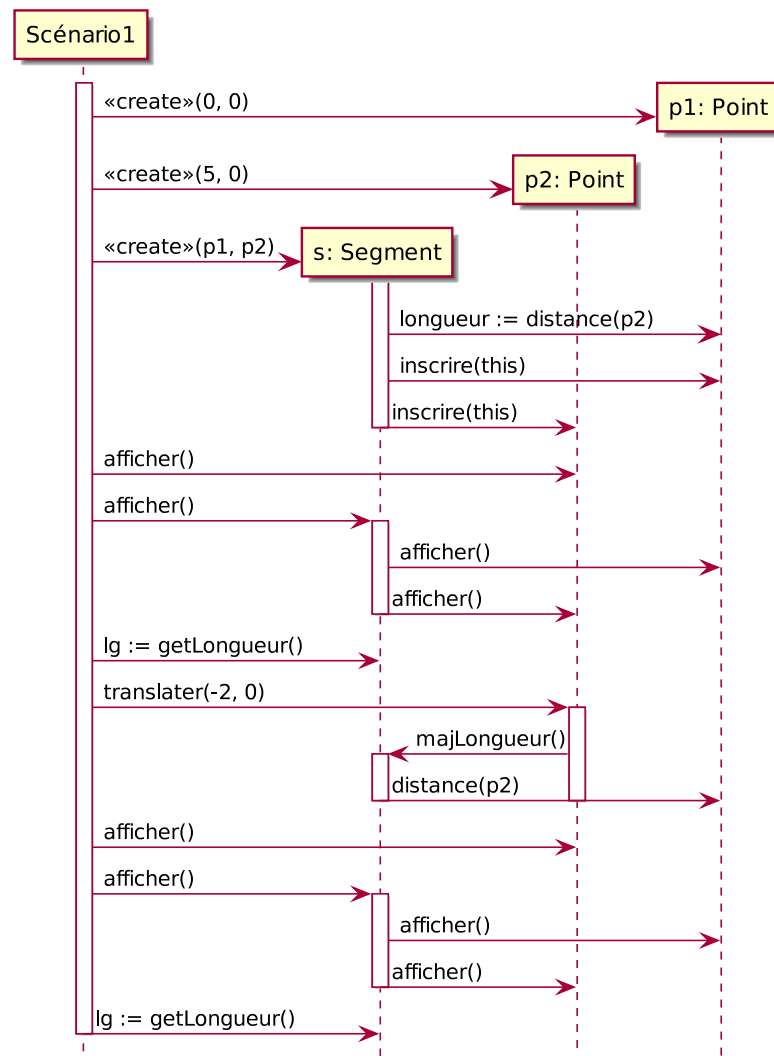 Scénario1
«create»(0, 0)
p1: Point
«create»(5, 0)
p2: Point
«create»(p1, p2)
s: Segment
longueur := distance(p2)
inscrire(this)
inscrire(this)
afficher()
afficher()
afficher()
afficher()
lg := getLongueur()
translater(-2, 0)
majLongueur()
distance(p2)
afficher()
afficher()
afficher()
afficher()
lg := getLongueur()